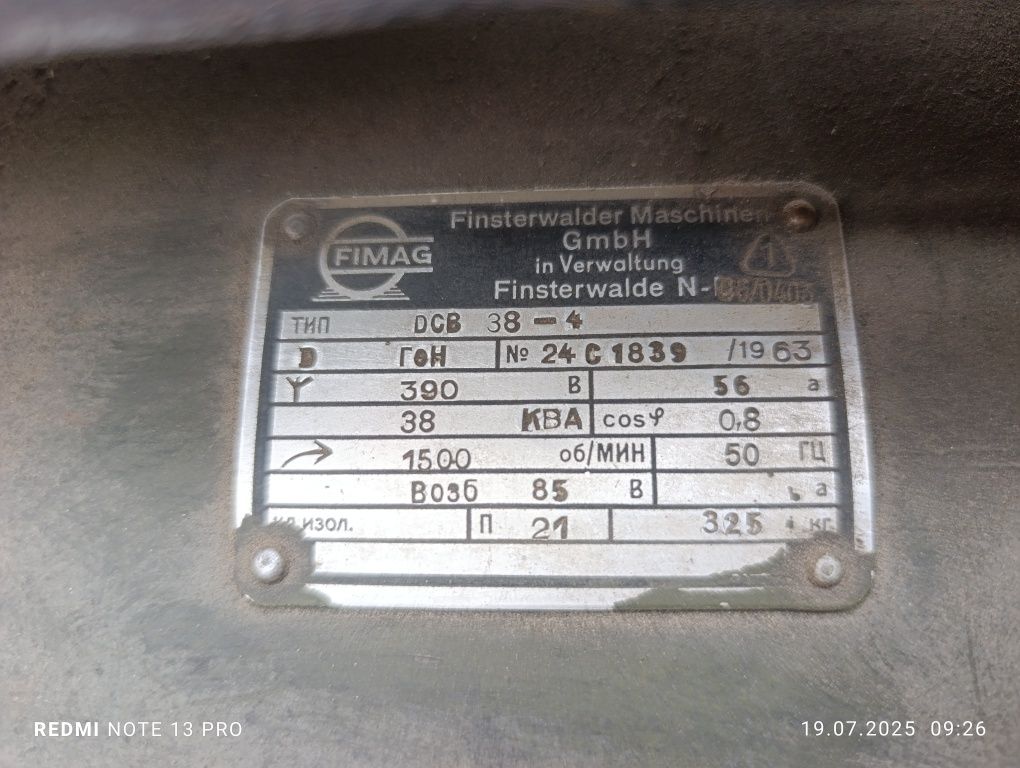 FIMAG
Finsterwalder Maschinen
GmbH
in Verwaltung
Finsterwalde N-L
1
ТИП DCB 38-4
D ГеН № 24 C 1839 /19 63
Y 390 В 56 а
38 КВА cosφ 0,8
1500 об/МИН 50 ГЦ
Возб 85 В а
КЛ ИЗОЛ. П 21 325 кг.
REDMI NOTE 13 PRO
19.07.2025 09:26